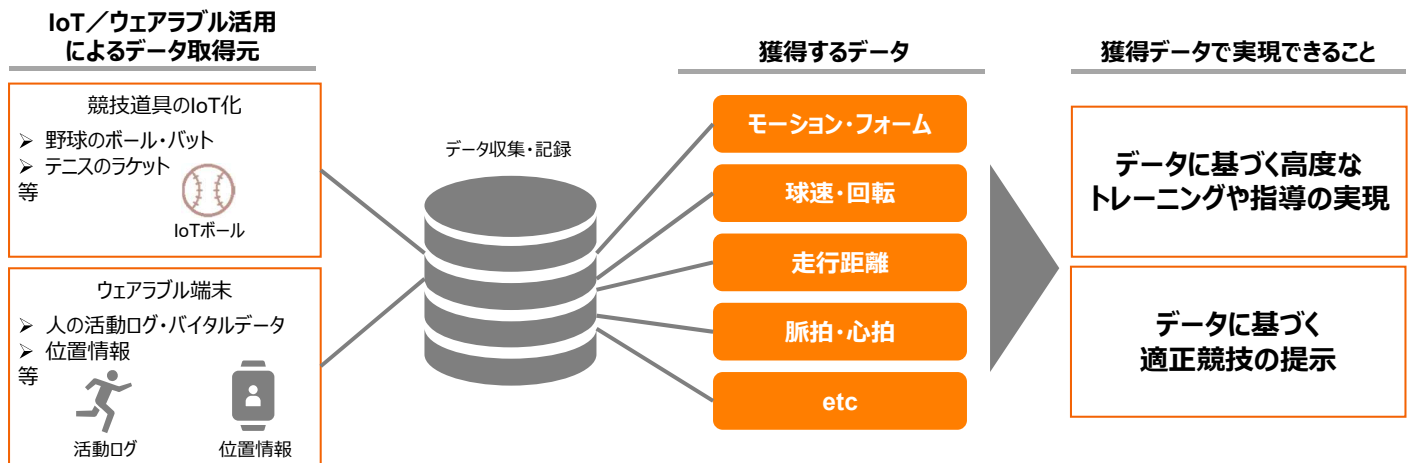 IoT／ウェアラブル活用
によるデータ取得元
競技道具のIoT化
➢ 野球のボール・バット
➢ テニスのラケット
等
IoTボール
ウェアラブル端末
➢ 人の活動ログ・バイタルデータ
➢ 位置情報
等
活動ログ
位置情報
データ収集・記録
獲得するデータ
モーション・フォーム
球速・回転
走行距離
脈拍・心拍
etc
獲得データで実現できること
データに基づく高度な
トレーニングや指導の実現
データに基づく
適正競技の提示